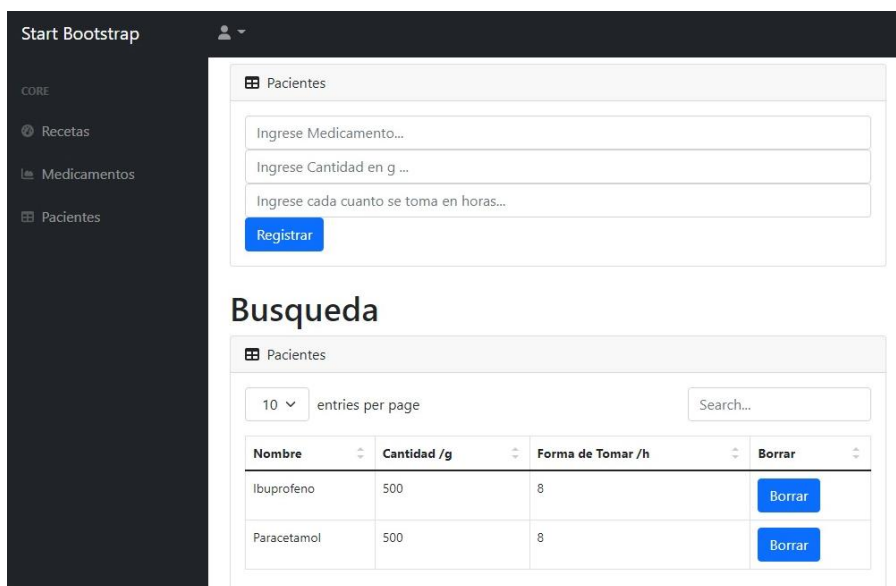 Start Bootstrap
CORE
Recetas
Medicamentos
Pacientes
Pacientes
Ingrese Medicamento...
Ingrese Cantidad en g ...
Ingrese cada cuanto se toma en horas...
Registrar
Busqueda
Pacientes
10 entries per page Search...
Nombre Cantidad /g Forma de Tomar /h Borrar
Ibuprofeno 500 8 Borrar
Paracetamol 500 8 Borrar